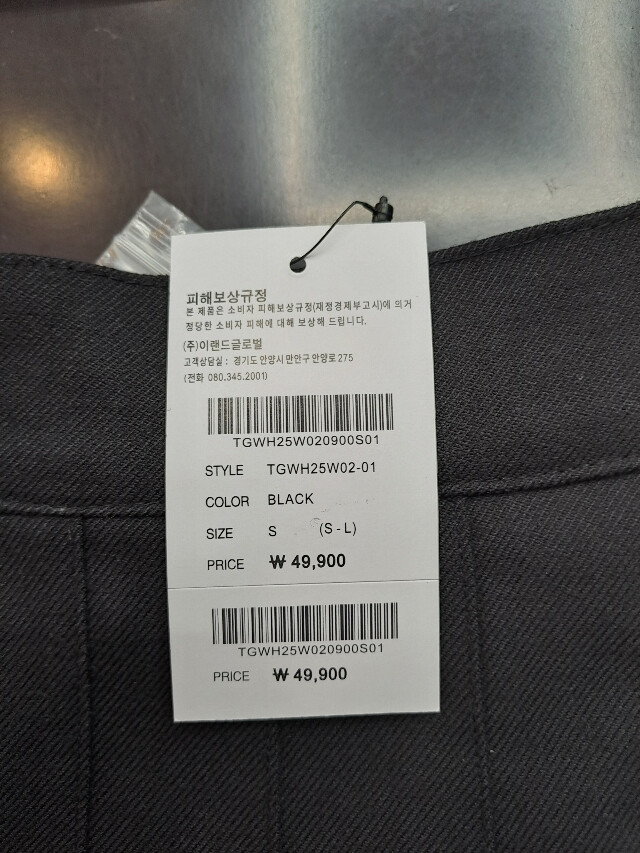 피해보상규정
본 제품은 소비자 피해보상규정(재정경제부고시)에 의거
정당한 소비자 피해에 대해 보상해 드립니다.
(주)이랜드글로벌
고객상담실 : 경기도 안양시 만안구 안양로 275
(전화 080.345.2001)
TGWH25W020900S01
STYLE TGWH25W02-01
COLOR BLACK
SIZE S (S - L)
PRICE ₩ 49,900
TGWH25W020900S01
PRICE ₩ 49,900